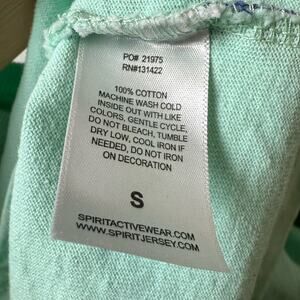 PO# 21975
RN#131422
100% COTTON
MACHINE WASH COLD
INSIDE OUT WITH LIKE
COLORS, GENTLE CYCLE,
DO NOT BLEACH, TUMBLE
DRY LOW, COOL IRON IF
NEEDED, DO NOT IRON
ON DECORATION
S
SPIRITACTIVEWEAR.COM
WWW.SPIRITJERSEY.COM